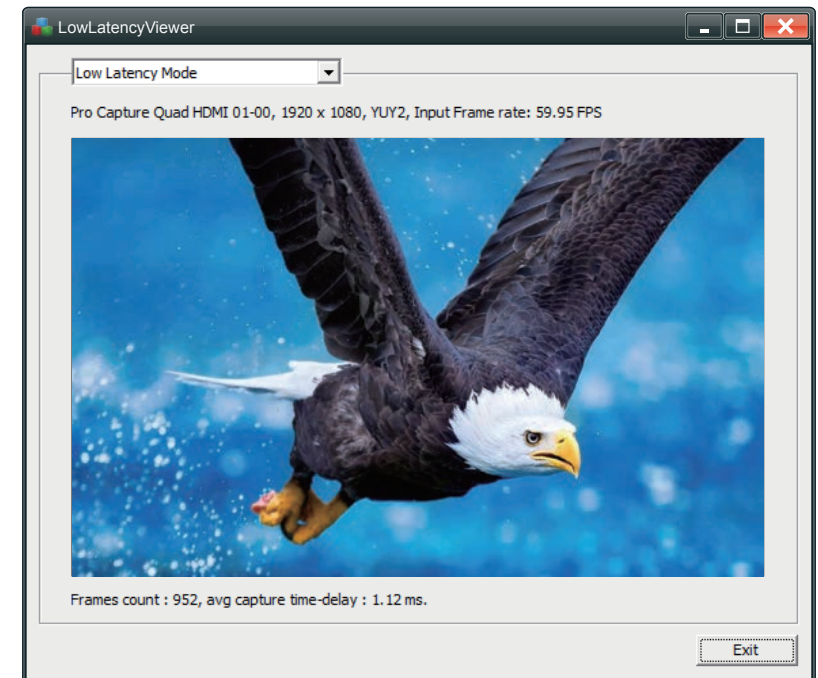 LowLatencyViewer
Low Latency Mode
Pro Capture Quad HDMI 01-00, 1920 x 1080, YUY2, Input Frame rate: 59.95 FPS
Frames count : 952, avg capture time-delay : 1.12 ms.
Exit